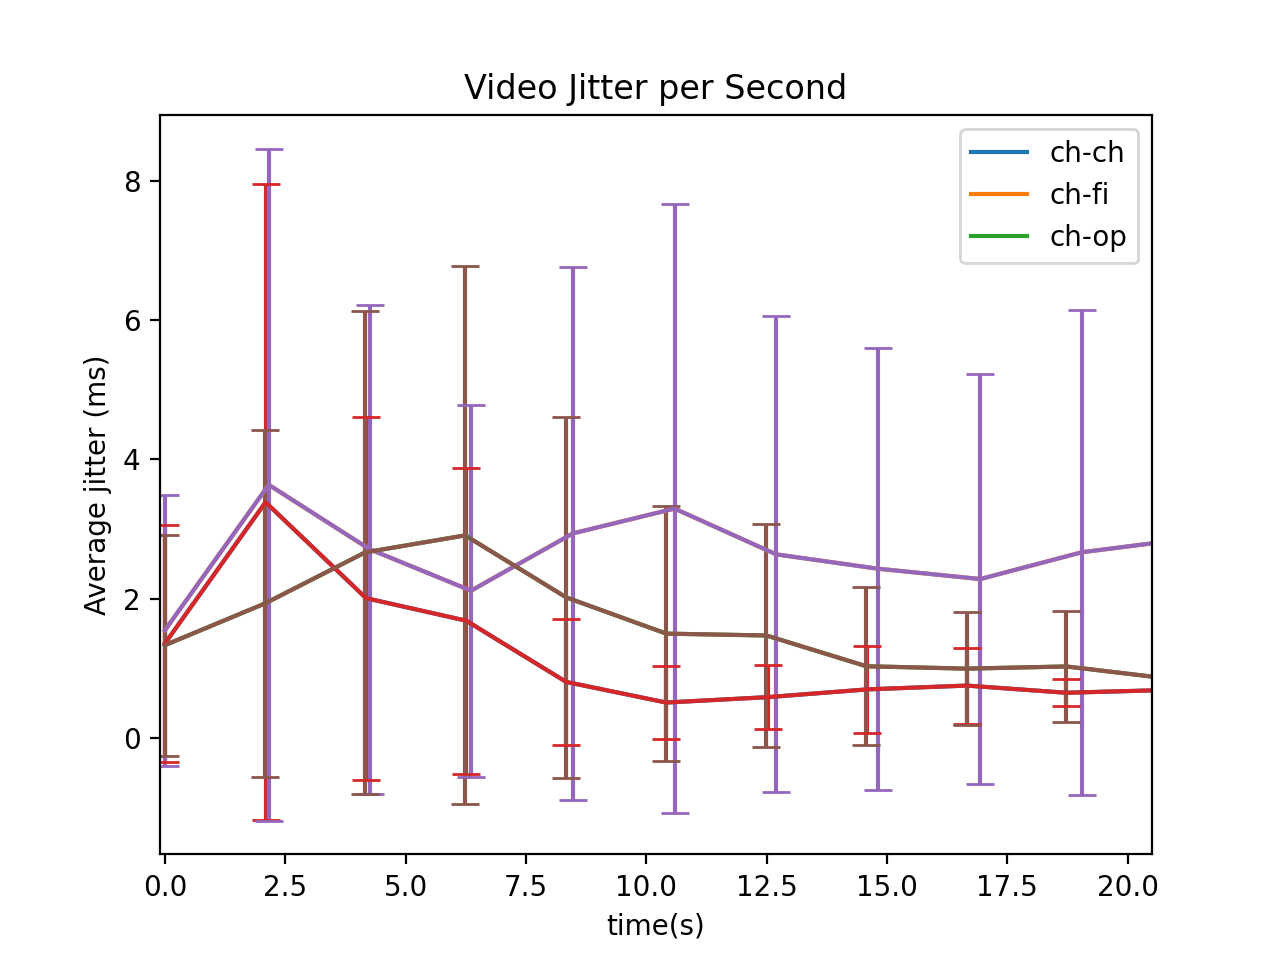 Video Jitter per Second
ch-ch
ch-fi
ch-op
Average jitter (ms)
8
6
4
2
0
0.0 2.5 5.0 7.5 10.0 12.5 15.0 17.5 20.0
time(s)